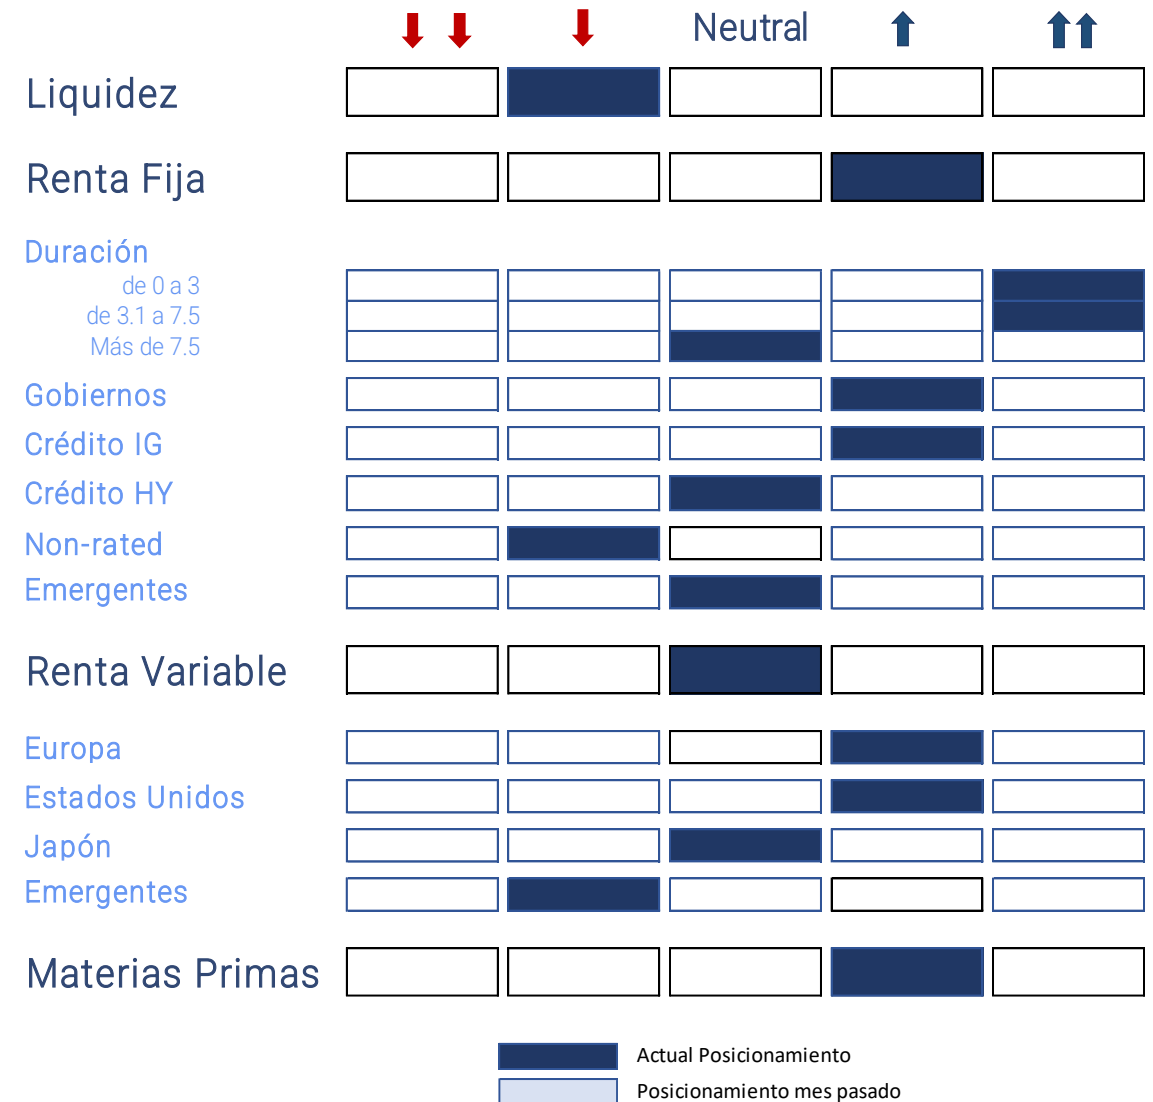 Neutral
Liquidez
Renta Fija
Duración
de 0 a 3
de 3.1 a 7.5
Más de 7.5
Gobiernos
Crédito IG
Crédito HY
Non-rated
Emergentes
Renta Variable
Europa
Estados Unidos
Japón
Emergentes
Materias Primas
Actual Posicionamiento
Posicionamiento mes pasado